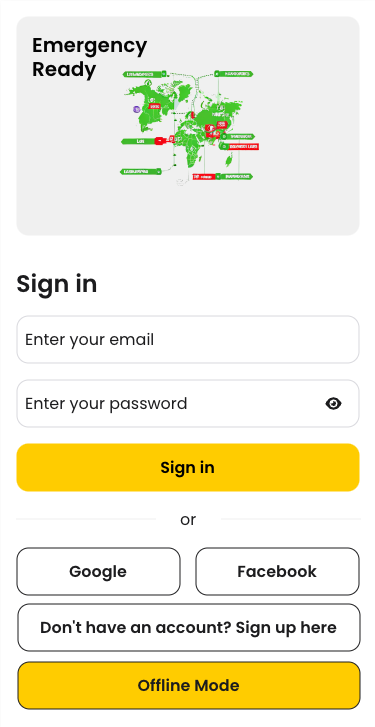 Emergency
Ready
Sign in
Enter your email
Enter your password
Sign in
or
Google
Facebook
Don't have an account? Sign up here
Offline Mode